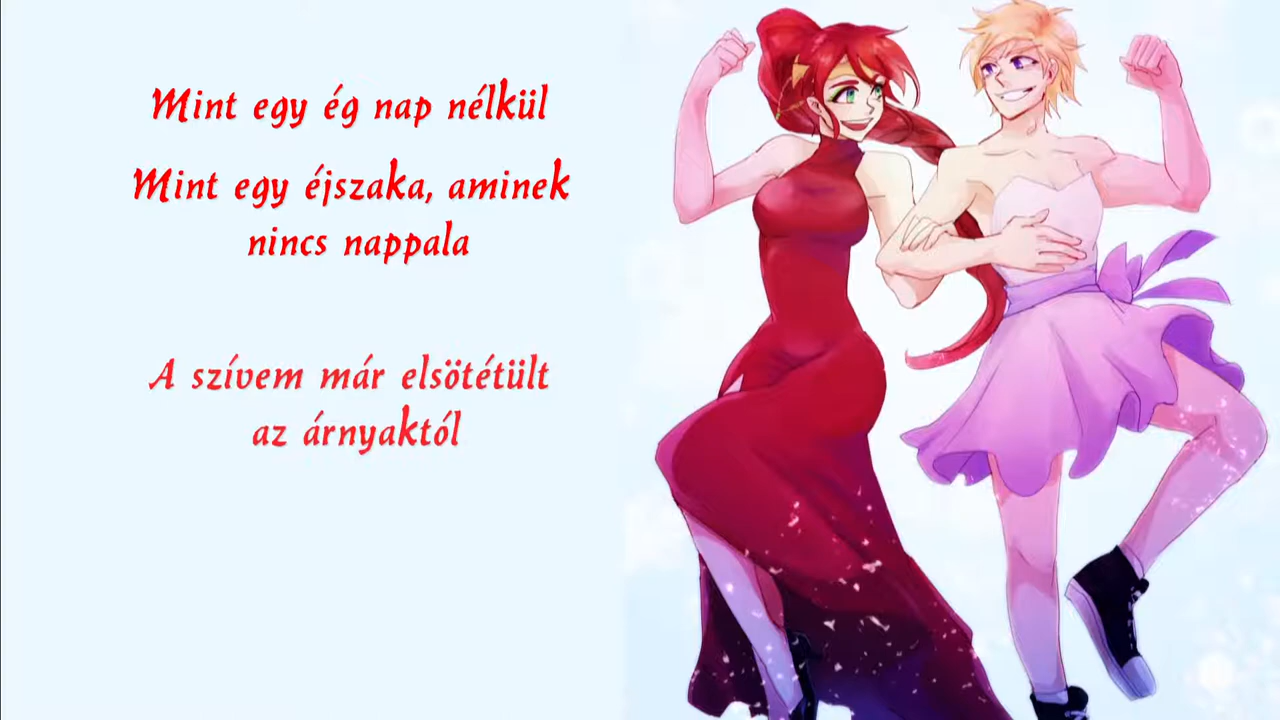 Mint egy ég nap nélkül
Mint egy éjszaka, aminek
nincs nappala
A szívem már elsötétült
az árnyaktól